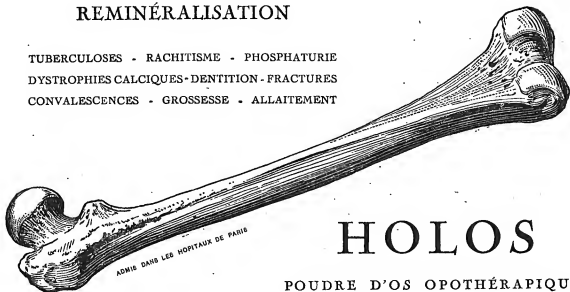 REMINÉRALISATION
TUBERCULOSES - RACHITISME - PHOSPHATURIE
DYSTROPHIES CALCIQUES - DENTITION - FRACTURES
CONVALESCENCES - GROSSESSE - ALLAITEMENT
ADMIS DANS LES HOPITAUX DE PARIS
HOLOS
POUDRE D'OS OPOTHÉRAPIQU